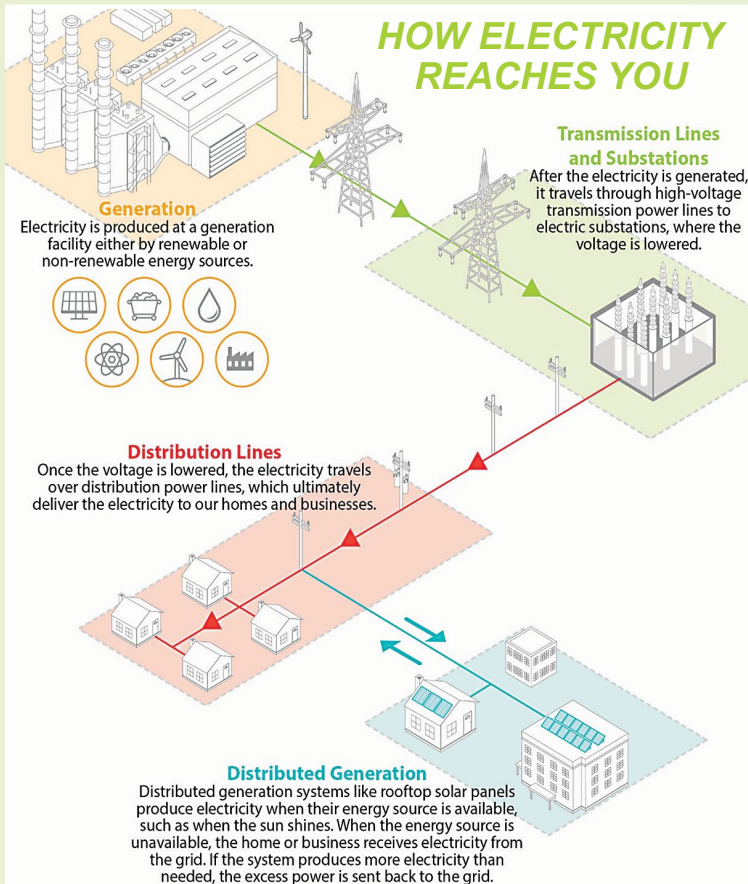 HOW ELECTRICITY
REACHES YOU
Transmission Lines
and Substations
After the electricity is generated,
it travels through high-voltage
transmission power lines to
electric substations, where the
voltage is lowered.
Generation
Electricity is produced at a generation
facility either by renewable or
non-renewable energy sources.
Distribution Lines
Once the voltage is lowered, the electricity travels
over distribution power lines, which ultimately
deliver the electricity to our homes and businesses.
Distributed Generation
Distributed generation systems like rooftop solar panels
produce electricity when their energy source is available,
such as when the sun shines. When the energy source is
unavailable, the home or business receives electricity from
the grid. If the system produces more electricity than
needed, the excess power is sent back to the grid.